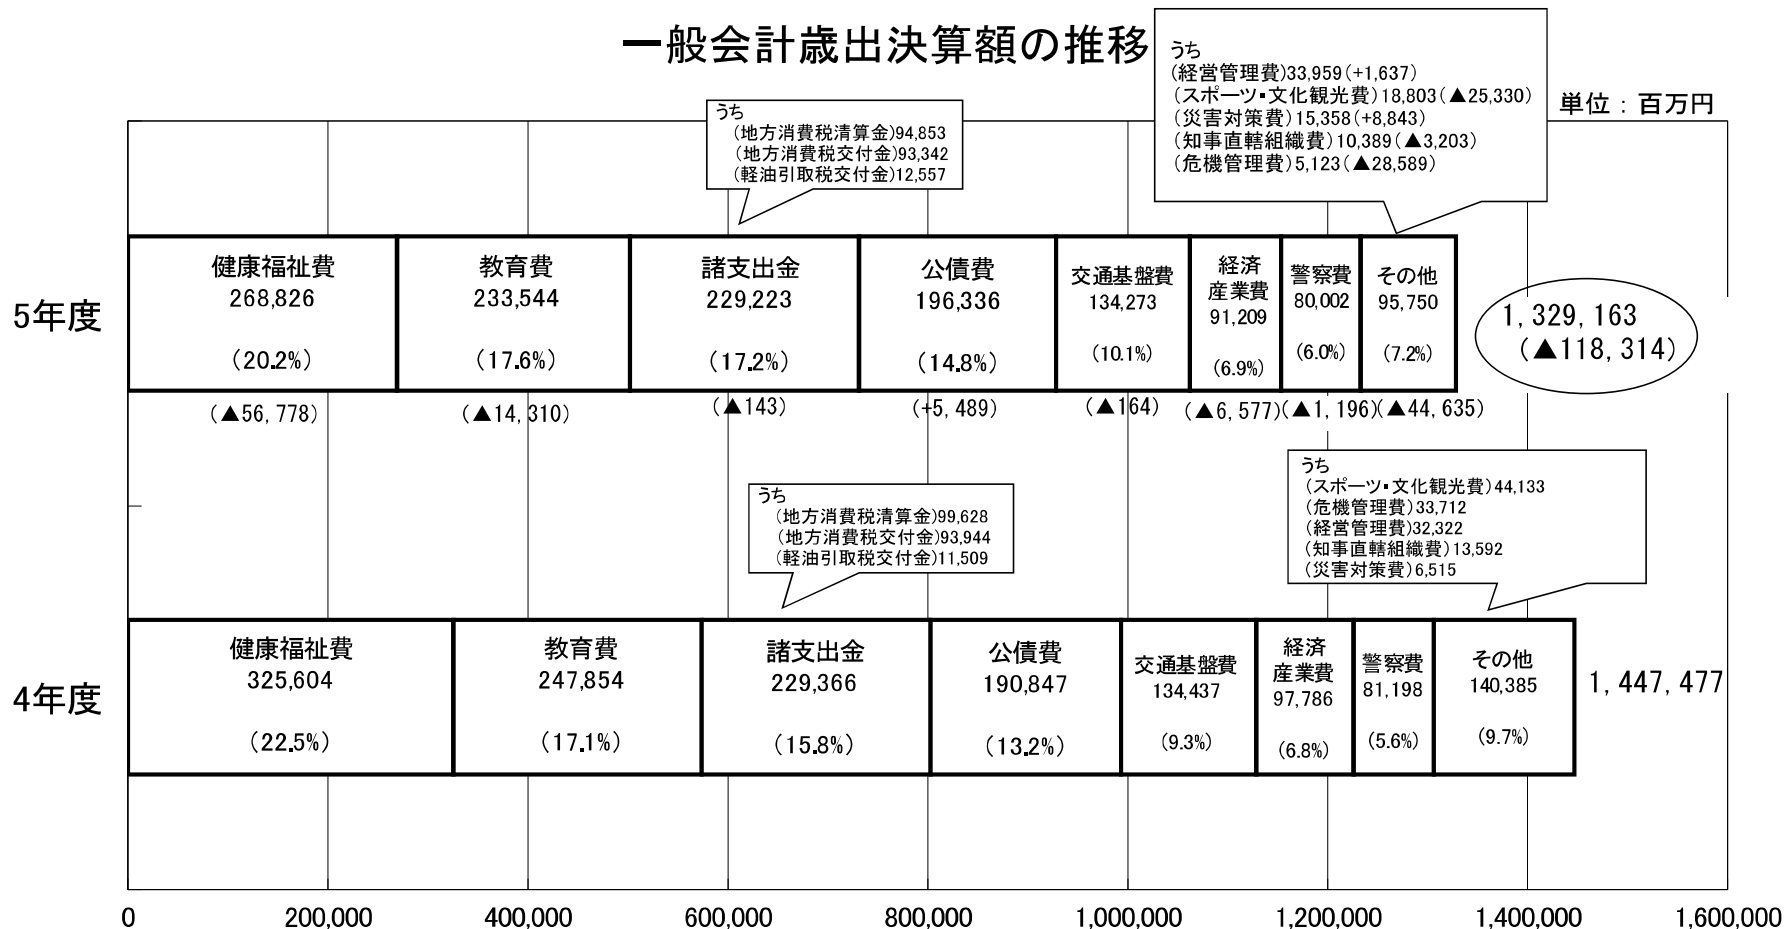 一般会計歳出決算額の推移
単位：百万円
うち
(経営管理費)33,959(+1,637)
(スポーツ・文化観光費)18,803(▲25,330)
(災害対策費)15,358(+8,843)
(知事直轄組織費)10,389(▲3,203)
(危機管理費)5,123(▲28,589)
うち
(地方消費税清算金)94,853
(地方消費税交付金)93,342
(軽油引取税交付金)12,557
5年度
健康福祉費
268,826
(20.2%)
(▲56,778)
教育費
233,544
(17.6%)
(▲14,310)
諸支出金
229,223
(17.2%)
(▲143)
公債費
196,336
(14.8%)
(+5,489)
交通基盤費
134,273
(10.1%)
(▲164)
経済
産業費
91,209
(6.9%)
(▲6,577)
警察費
80,002
(6.0%)
(▲1,196)
その他
95,750
(7.2%)
(▲44,635)
1,329,163
(▲118,314)
うち
(地方消費税清算金)99,628
(地方消費税交付金)93,944
(軽油引取税交付金)11,509
うち
(スポーツ・文化観光費)44,133
(危機管理費)33,712
(経営管理費)32,322
(知事直轄組織費)13,592
(災害対策費)6,515
4年度
健康福祉費
325,604
(22.5%)
教育費
247,854
(17.1%)
諸支出金
229,366
(15.8%)
公債費
190,847
(13.2%)
交通基盤費
134,437
(9.3%)
経済
産業費
97,786
(6.8%)
警察費
81,198
(5.6%)
その他
140,385
(9.7%)
1,447,477
0 200,000 400,000 600,000 800,000 1,000,000 1,200,000 1,400,000 1,600,000